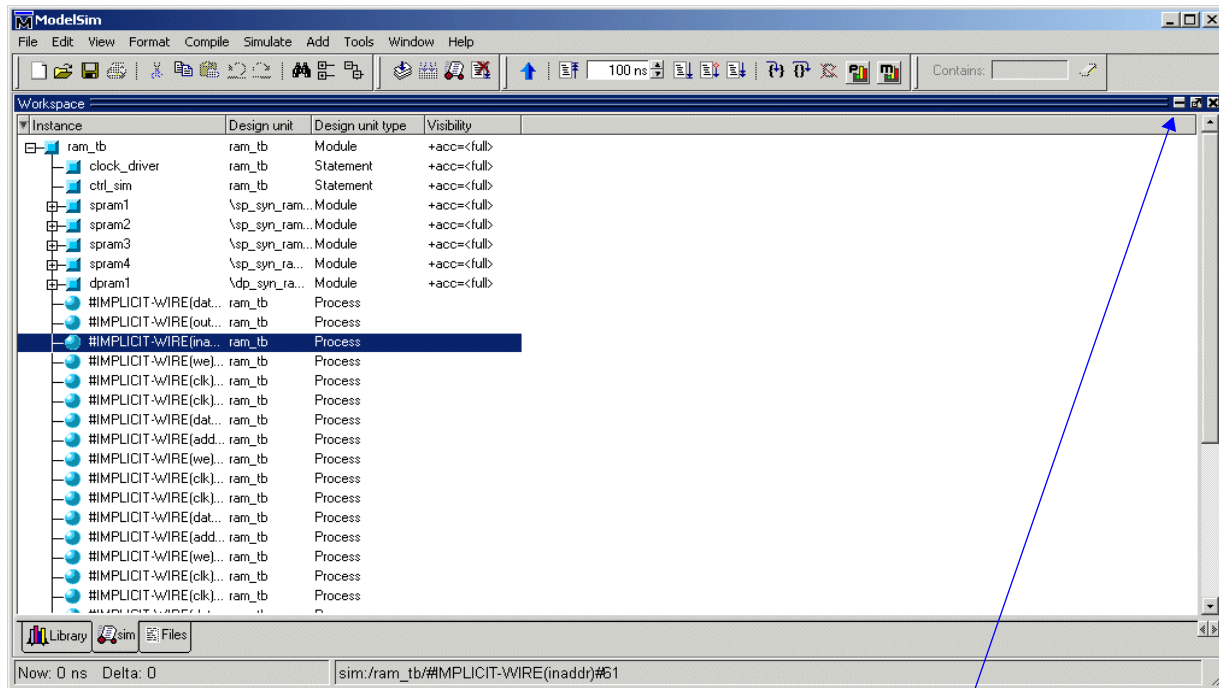 ModelSim
File Edit View Format Compile Simulate Add Tools Window Help
100 ns Contains:
Workspace
Instance Design unit Design unit type Visibility
ram_tb ram_tb Module +acc=<full>
clock_driver ram_tb Statement +acc=<full>
ctrl_sim ram_tb Statement +acc=<full>
spram1 \sp_syn_ram... Module +acc=<full>
spram2 \sp_syn_ram... Module +acc=<full>
spram3 \sp_syn_ram... Module +acc=<full>
spram4 \sp_syn_ra... Module +acc=<full>
dpram1 \dp_syn_ra... Module +acc=<full>
#IMPLICIT-WIRE(dat... ram_tb Process
#IMPLICIT-WIRE(out... ram_tb Process
#IMPLICIT-WIRE(ina... ram_tb Process
#IMPLICIT-WIRE(we)... ram_tb Process
#IMPLICIT-WIRE(clk)... ram_tb Process
#IMPLICIT-WIRE(clk)... ram_tb Process
#IMPLICIT-WIRE(dat... ram_tb Process
#IMPLICIT-WIRE(add... ram_tb Process
#IMPLICIT-WIRE(we)... ram_tb Process
#IMPLICIT-WIRE(clk)... ram_tb Process
#IMPLICIT-WIRE(clk)... ram_tb Process
#IMPLICIT-WIRE(dat... ram_tb Process
#IMPLICIT-WIRE(add... ram_tb Process
#IMPLICIT-WIRE(we)... ram_tb Process
#IMPLICIT-WIRE(clk)... ram_tb Process
#IMPLICIT-WIRE(clk)... ram_tb Process
Library sim Files
Now: 0 ns Delta: 0 sim:/ram_tb/#IMPLICIT-WIRE(inaddr)#61